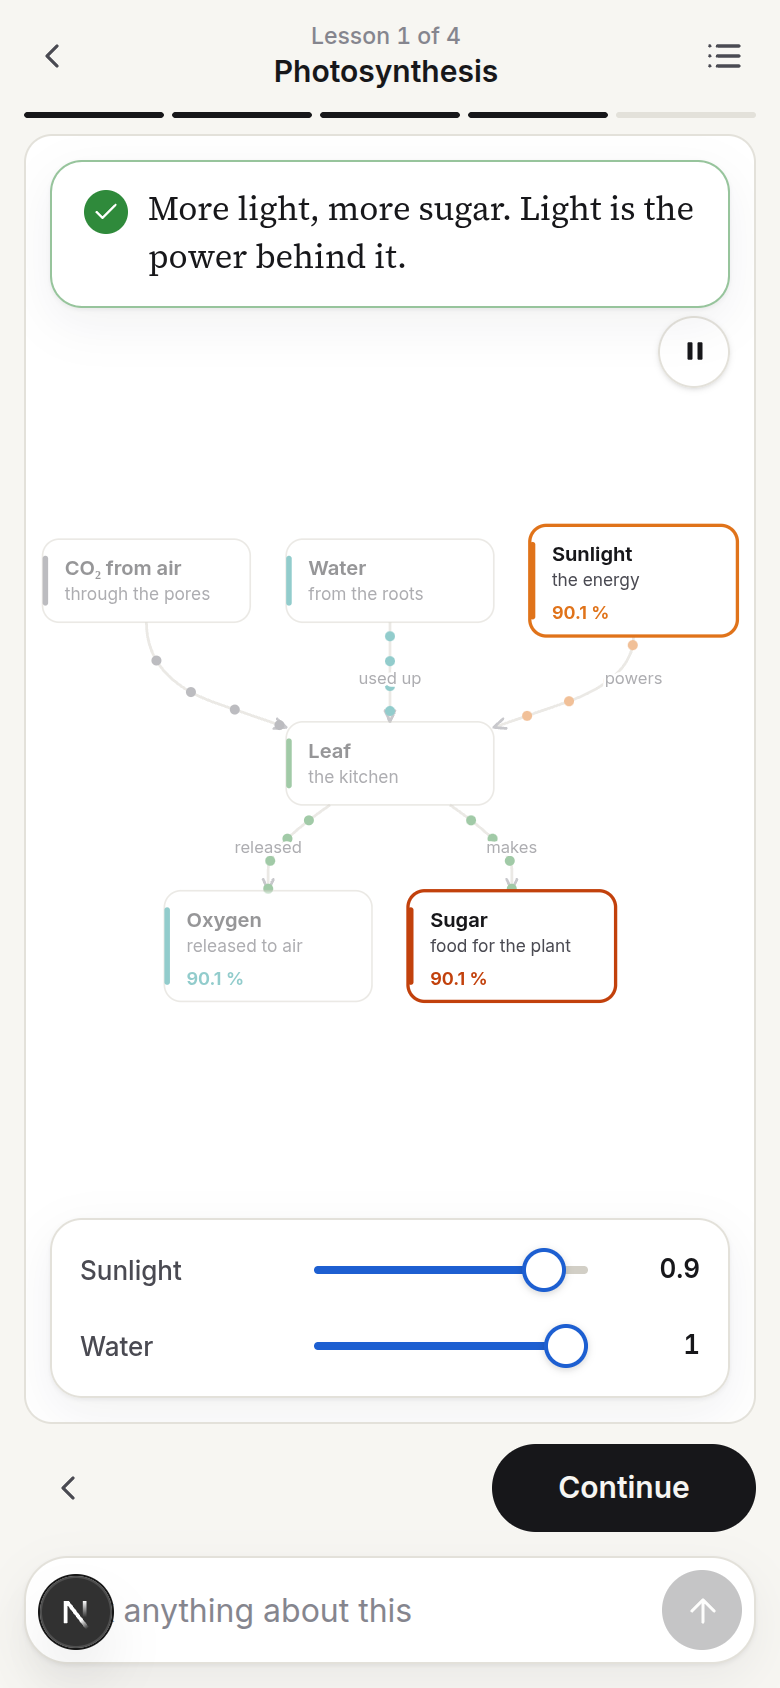 Lesson 1 of 4
Photosynthesis
More light, more sugar. Light is the
power behind it.
CO₂ from air
through the pores
Water
from the roots
Sunlight
the energy
90.1 %
used up
powers
Leaf
the kitchen
released
makes
Oxygen
released to air
90.1 %
Sugar
food for the plant
90.1 %
Sunlight
0.9
Water
1
Continue
N
anything about this